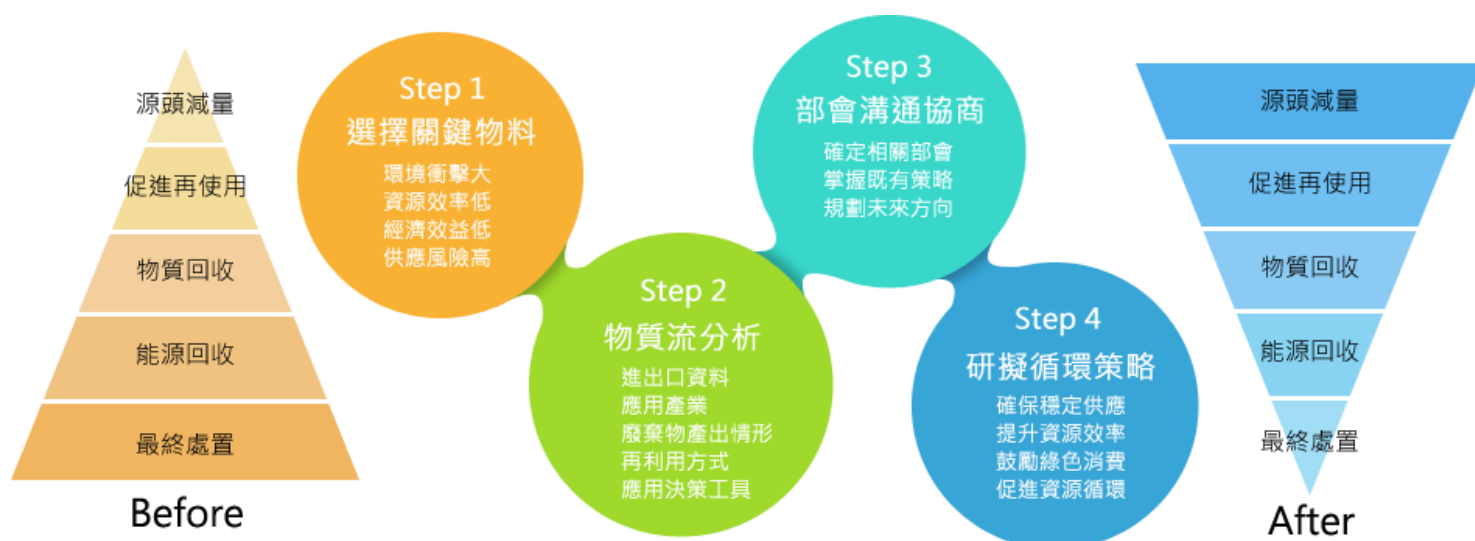 源頭減量
促進再使用
物質回收
能源回收
最終處置
Before
Step 1
選擇關鍵物料
環境衝擊大
資源效率低
經濟效益低
供應風險高
Step 2
物質流分析
進出口資料
應用產業
廢棄物產出情形
再利用方式
應用決策工具
Step 3
部會溝通協商
確定相關部會
掌握既有策略
規劃未來方向
Step 4
研擬循環策略
確保穩定供應
提升資源效率
鼓勵綠色消費
促進資源循環
源頭減量
促進再使用
物質回收
能源回收
最終處置
After